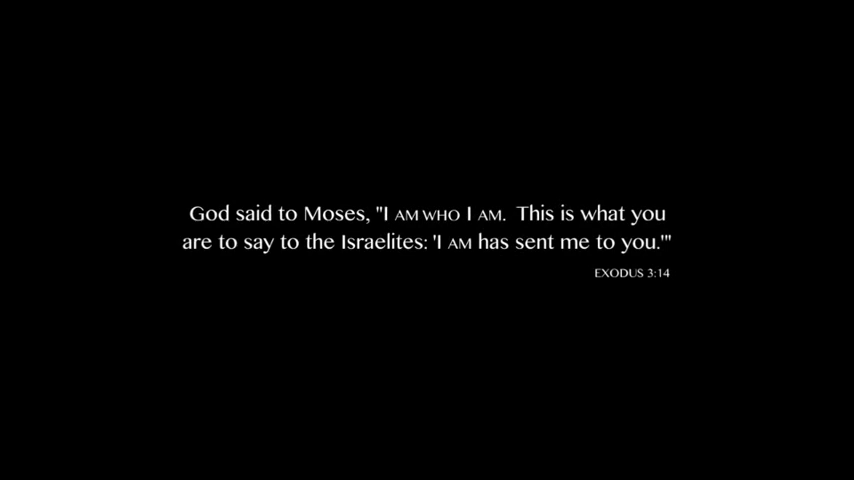 God said to Moses, "I AM WHO I AM. This is what you
are to say to the Israelites: 'I AM has sent me to you.'"
EXODUS 3:14